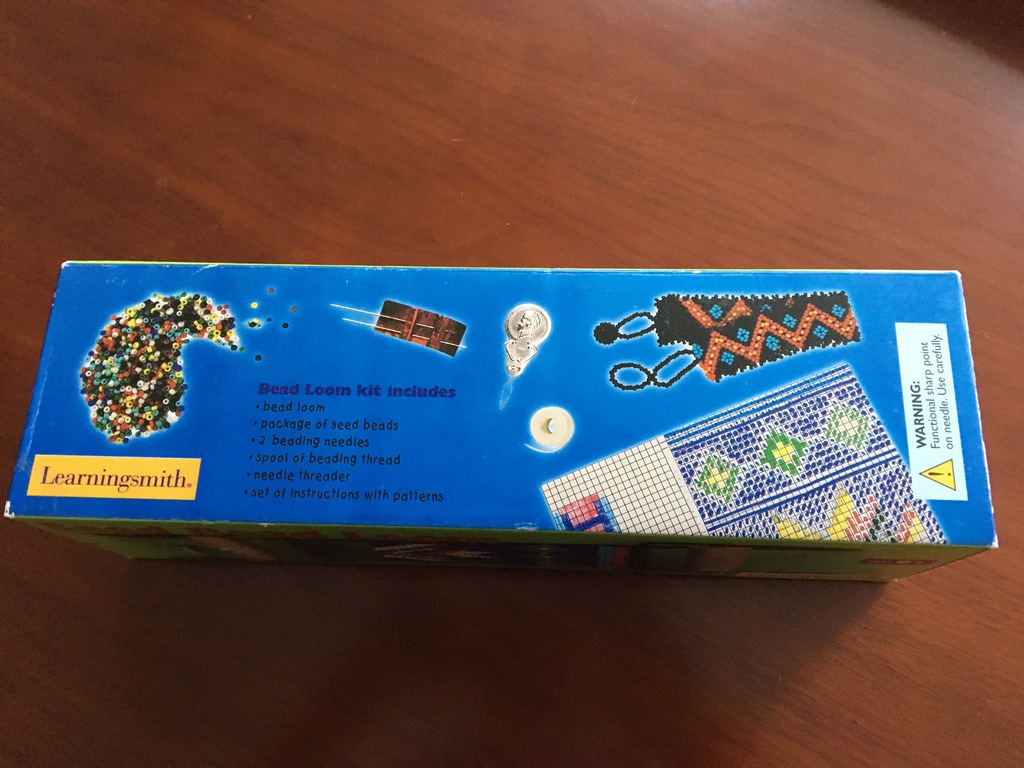 Bead Loom kit includes
• bead loom
• package of seed beads
• 2 beading needles
• spool of beading thread
• needle threader
• set of instructions with patterns
Learningsmith®
WARNING:
Functional sharp point
on needle. Use carefully.